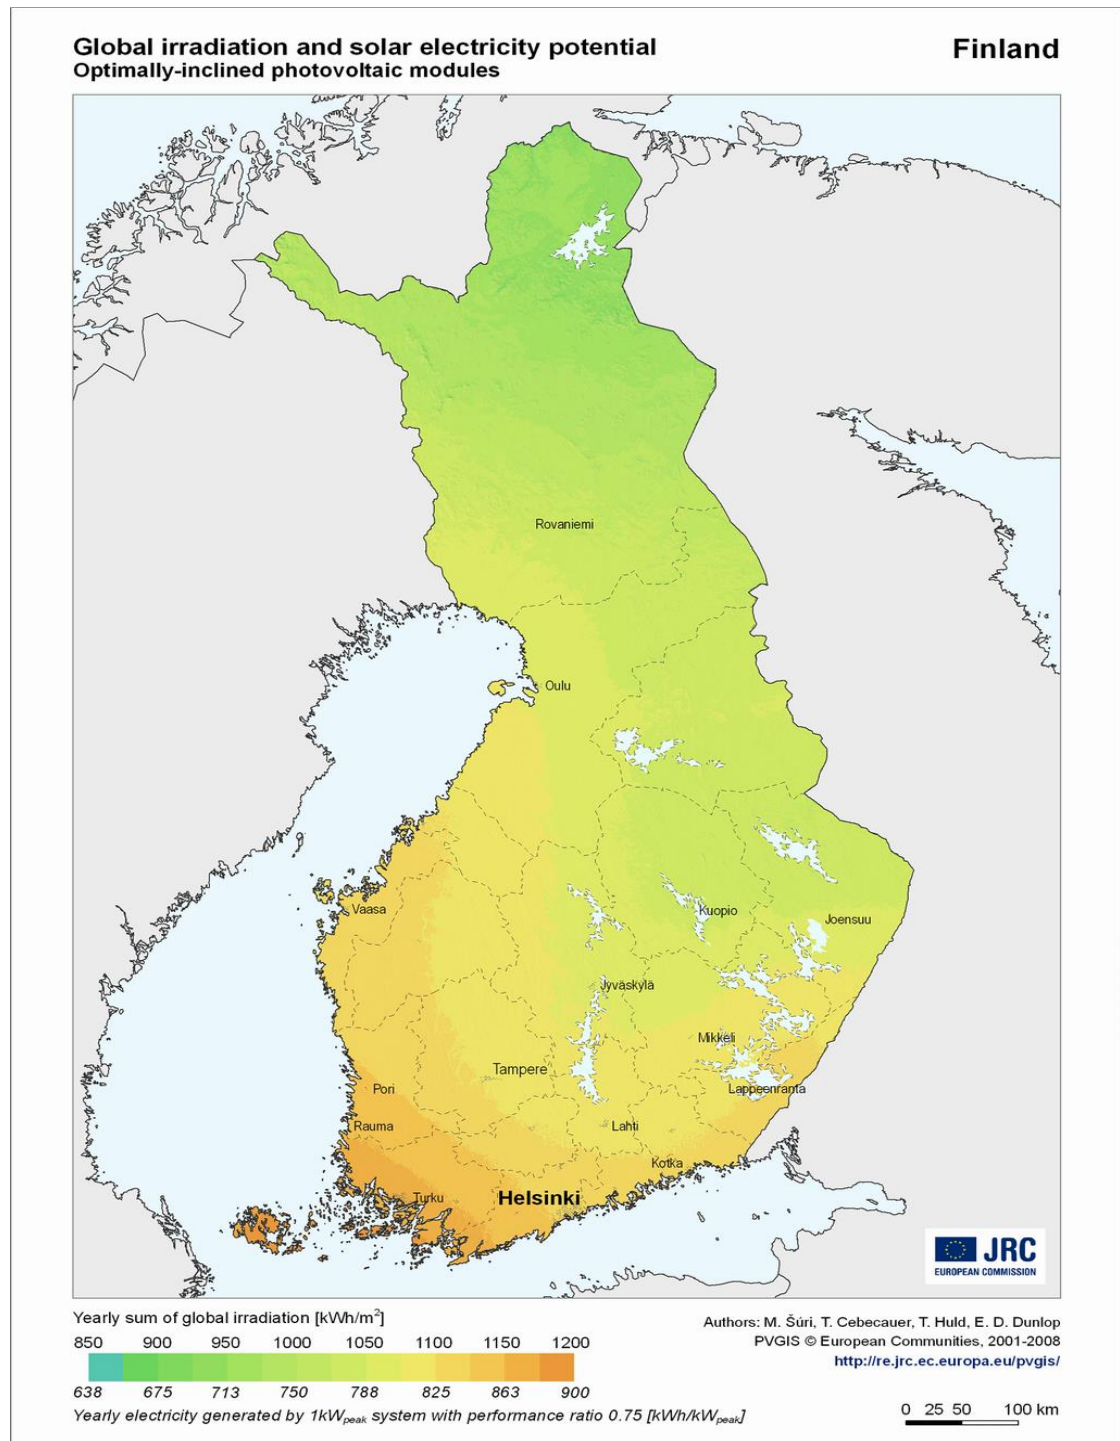 Global irradiation and solar electricity potential
Optimally-inclined photovoltaic modules
Finland
Rovaniemi
Oulu
Vaasa
Kuopio
Joensuu
Jyväskylä
Mikkeli
Tampere
Pori
Lappeenranta
Rauma
Lahti
Kotka
Turku
Helsinki
JRC
EUROPEAN COMMISSION
Yearly sum of global irradiation [kWh/m²]
850 900 950 1000 1050 1100 1150 1200
638 675 713 750 788 825 863 900
Yearly electricity generated by 1kWpeak system with performance ratio 0.75 [kWh/kWpeak]
Authors: M. Šúri, T. Cebecauer, T. Huld, E. D. Dunlop
PVGIS © European Communities, 2001-2008
http://re.jrc.ec.europa.eu/pvgis/
0 25 50 100 km